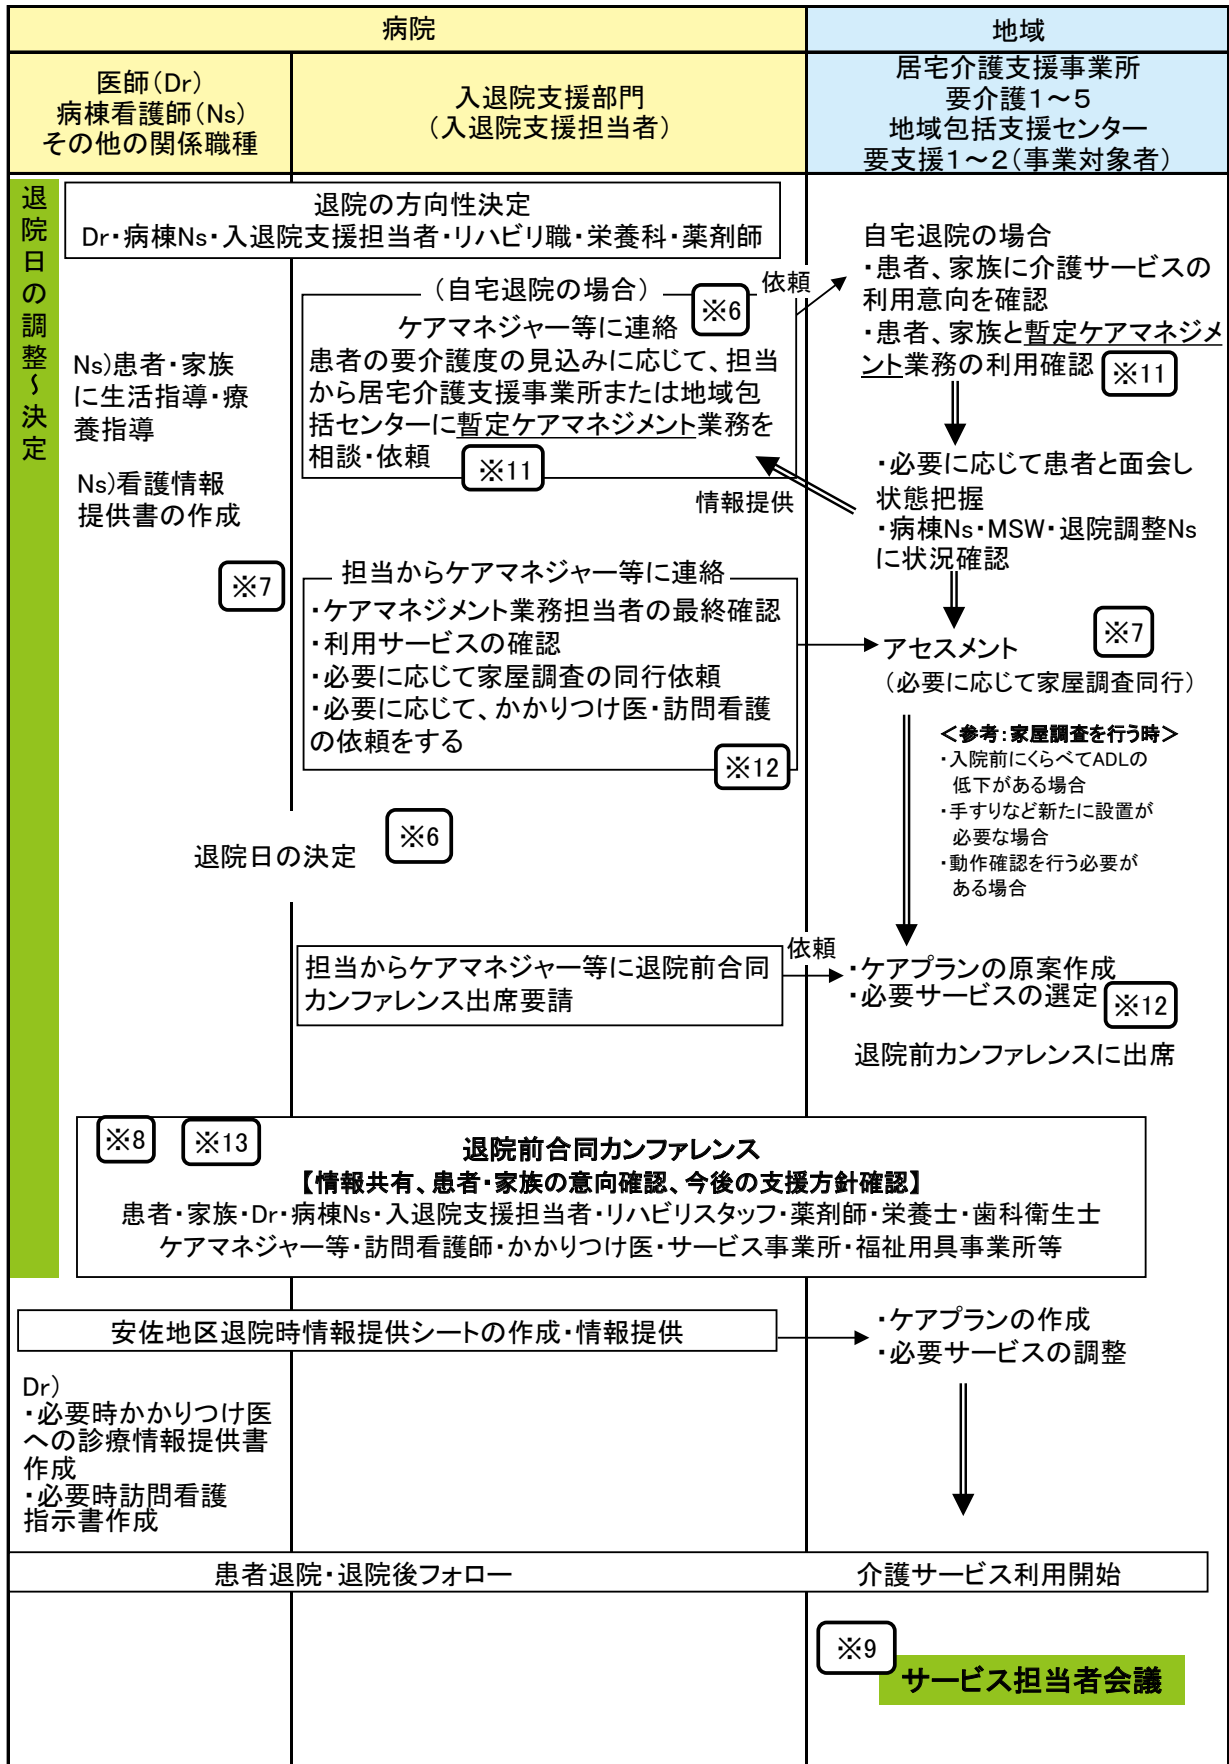 病院
地域
医師（Dr）
病棟看護師（Ns）
その他の関係職種
入退院支援部門
（入退院支援担当者）
居宅介護支援事業所
要介護１～５
地域包括支援センター
要支援１～２（事業対象者）
退院日の調整～決定
退院の方向性決定
Dr・病棟Ns・入退院支援担当者・リハビリ職・栄養科・薬剤師
（自宅退院の場合）
※6
ケアマネジャー等に連絡
患者の要介護度の見込みに応じて、担当
から居宅介護支援事業所または地域包
括センターに暫定ケアマネジメント業務を
相談・依頼
※11
依頼
自宅退院の場合
・患者、家族に介護サービスの
利用意向を確認
・患者、家族と暫定ケアマネジメ
ント業務の利用確認
※11
Ns）患者・家族
に生活指導・療
養指導
Ns）看護情報
提供書の作成
※7
情報提供
・必要に応じて患者と面会し
状態把握
・病棟Ns・MSW・退院調整Ns
に状況確認
担当からケアマネジャー等に連絡
・ケアマネジメント業務担当者の最終確認
・利用サービスの確認
・必要に応じて家屋調査の同行依頼
・必要に応じて、かかりつけ医・訪問看護
の依頼をする
※12
※7
アセスメント
（必要に応じて家屋調査同行）
＜参考：家屋調査を行う時＞
・入院前にくらべてADLの
低下がある場合
・手すりなど新たに設置が
必要な場合
・動作確認を行う必要が
ある場合
退院日の決定
※6
担当からケアマネジャー等に退院前合同
カンファレンス出席要請
依頼
・ケアプランの原案作成
・必要サービスの選定
※12
退院前カンファレンスに出席
※8
※13
退院前合同カンファレンス
【情報共有、患者・家族の意向確認、今後の支援方針確認】
患者・家族・Dr・病棟Ns・入退院支援担当者・リハビリスタッフ・薬剤師・栄養士・歯科衛生士
ケアマネジャー等・訪問看護師・かかりつけ医・サービス事業所・福祉用具事業所等
安佐地区退院時情報提供シートの作成・情報提供
・ケアプランの作成
・必要サービスの調整
Dr）
・必要時かかりつけ医
への診療情報提供書
作成
・必要時訪問看護
指示書作成
患者退院・退院後フォロー
介護サービス利用開始
※9
サービス担当者会議